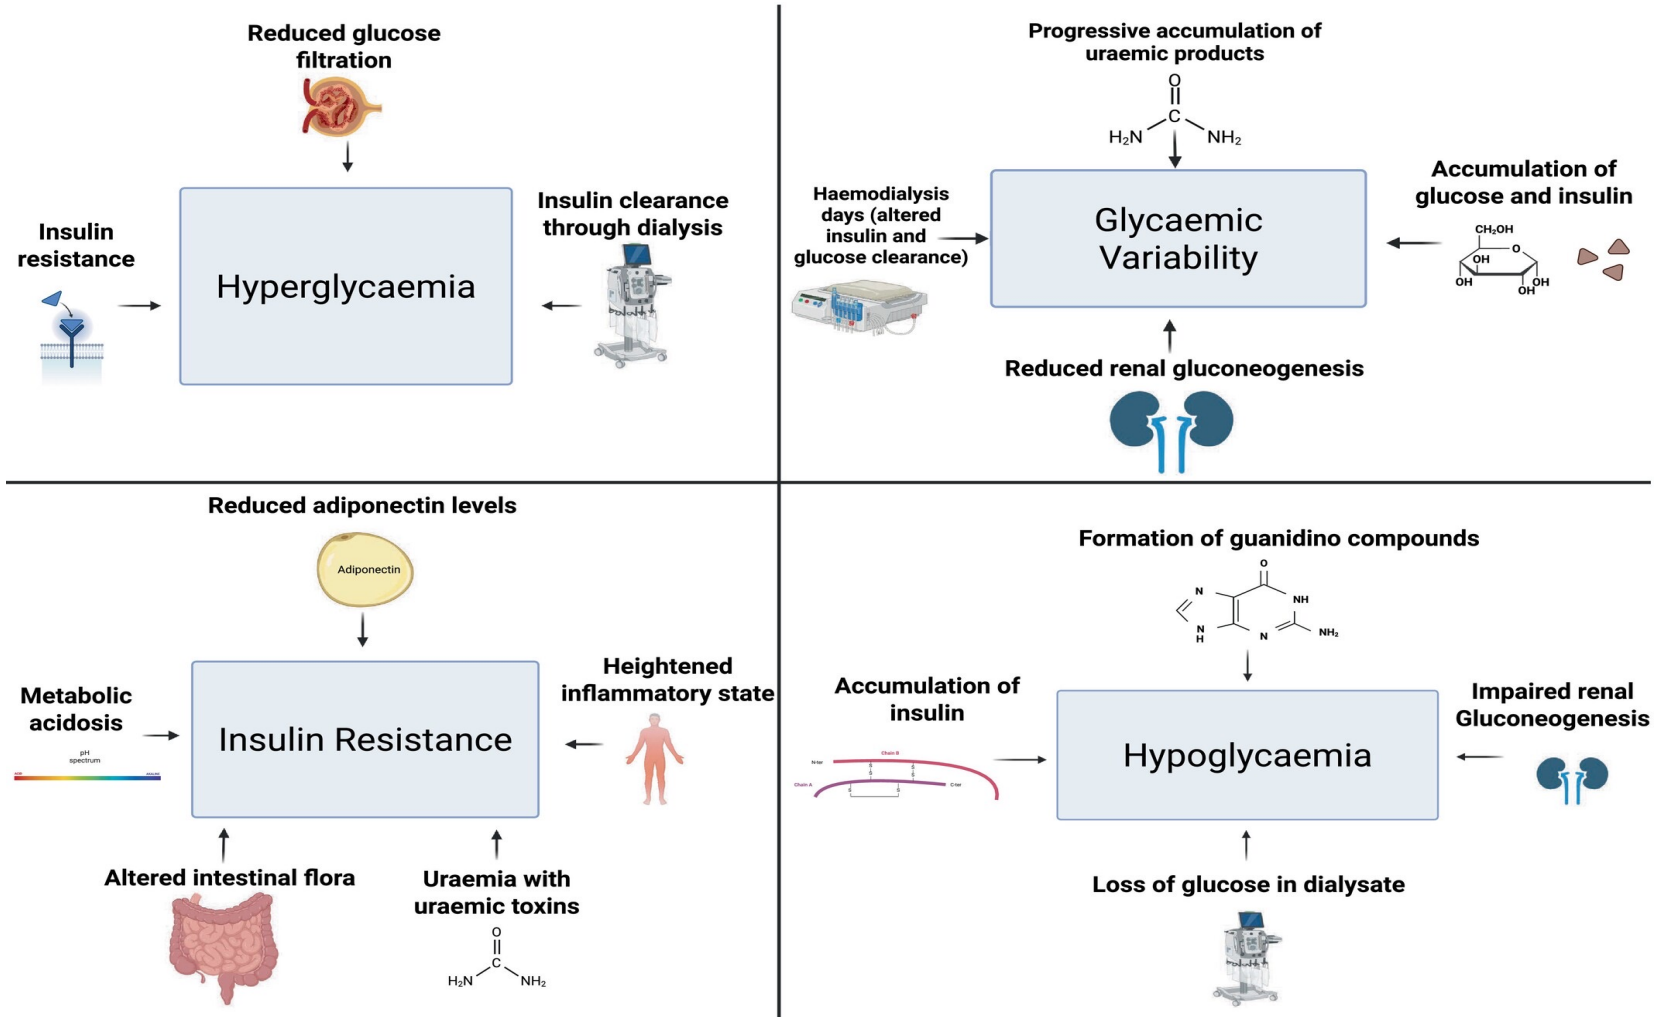 Reduced glucose
filtration
Insulin
resistance
Hyperglycaemia
Insulin clearance
through dialysis
Progressive accumulation of
uraemic products
O
C
H₂N
NH₂
Haemodialysis
days (altered
insulin and
glucose clearance)
Glycaemic
Variability
Accumulation of
glucose and insulin
CH₂OH
O
OH
OH
OH
OH
Reduced renal gluconeogenesis
Reduced adiponectin levels
Adiponectin
Metabolic
acidosis
pH
spectrum
Insulin Resistance
Heightened
inflammatory state
Altered intestinal flora
Uraemia with
uraemic toxins
O
C
H₂N
NH₂
Formation of guanidino compounds
O
N
NH
N
H
N
NH₂
Accumulation of
insulin
Chain B
N-ter
S
S
S
S
Chain A
S
S
C-ter
Hypoglycaemia
Impaired renal
Gluconeogenesis
Loss of glucose in dialysate